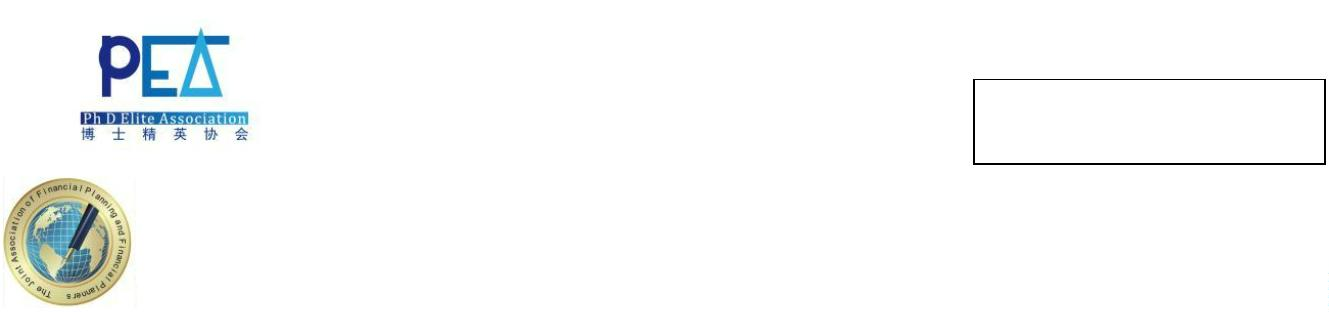 PEA
Ph D Elite Association
博士精英协会
The Joint Association of Financial Planning and Financial Planners